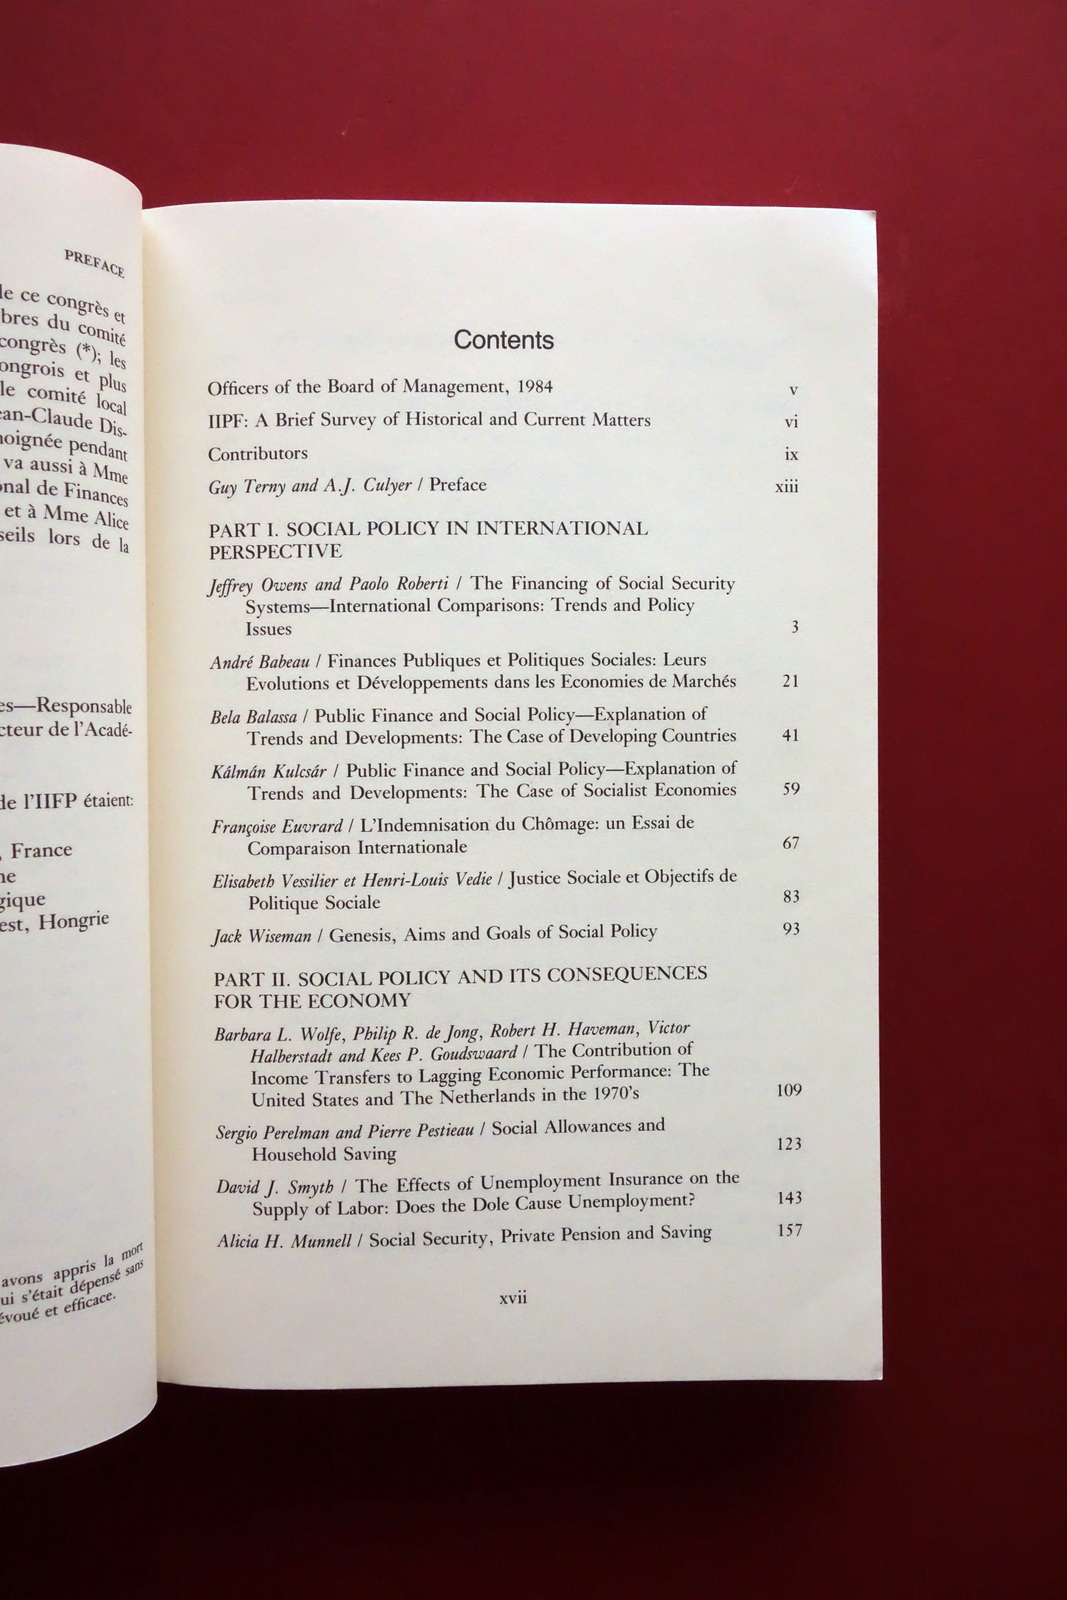 PREFACE
le ce congrès et
bres du comité
congrès (*); les
ongrois et plus
le comité local
an-Claude Dis-
noignée pendant
va aussi à Mme
onal de Finances
et à Mme Alice
seils lors de la
es—Responsable
cteur de l'Acadé-
de l'IIFP étaient:
, France
ne
gique
est, Hongrie
avons appris la mort
ui s'était dépensé sans
évoué et efficace.
Contents
Officers of the Board of Management, 1984 v
IIPF: A Brief Survey of Historical and Current Matters vi
Contributors ix
Guy Terny and A.J. Culyer / Preface xiii
PART I. SOCIAL POLICY IN INTERNATIONAL
PERSPECTIVE
Jeffrey Owens and Paolo Roberti / The Financing of Social Security
Systems—International Comparisons: Trends and Policy
Issues 3
André Babeau / Finances Publiques et Politiques Sociales: Leurs
Evolutions et Développements dans les Economies de Marchés 21
Bela Balassa / Public Finance and Social Policy—Explanation of
Trends and Developments: The Case of Developing Countries 41
Kálmán Kulcsár / Public Finance and Social Policy—Explanation of
Trends and Developments: The Case of Socialist Economies 59
Françoise Euvrard / L'Indemnisation du Chômage: un Essai de
Comparaison Internationale 67
Elisabeth Vessilier et Henri-Louis Vedie / Justice Sociale et Objectifs de
Politique Sociale 83
Jack Wiseman / Genesis, Aims and Goals of Social Policy 93
PART II. SOCIAL POLICY AND ITS CONSEQUENCES
FOR THE ECONOMY
Barbara L. Wolfe, Philip R. de Jong, Robert H. Haveman, Victor
Halberstadt and Kees P. Goudswaard / The Contribution of
Income Transfers to Lagging Economic Performance: The
United States and The Netherlands in the 1970's 109
Sergio Perelman and Pierre Pestieau / Social Allowances and
Household Saving 123
David J. Smyth / The Effects of Unemployment Insurance on the
Supply of Labor: Does the Dole Cause Unemployment? 143
Alicia H. Munnell / Social Security, Private Pension and Saving 157
xvii